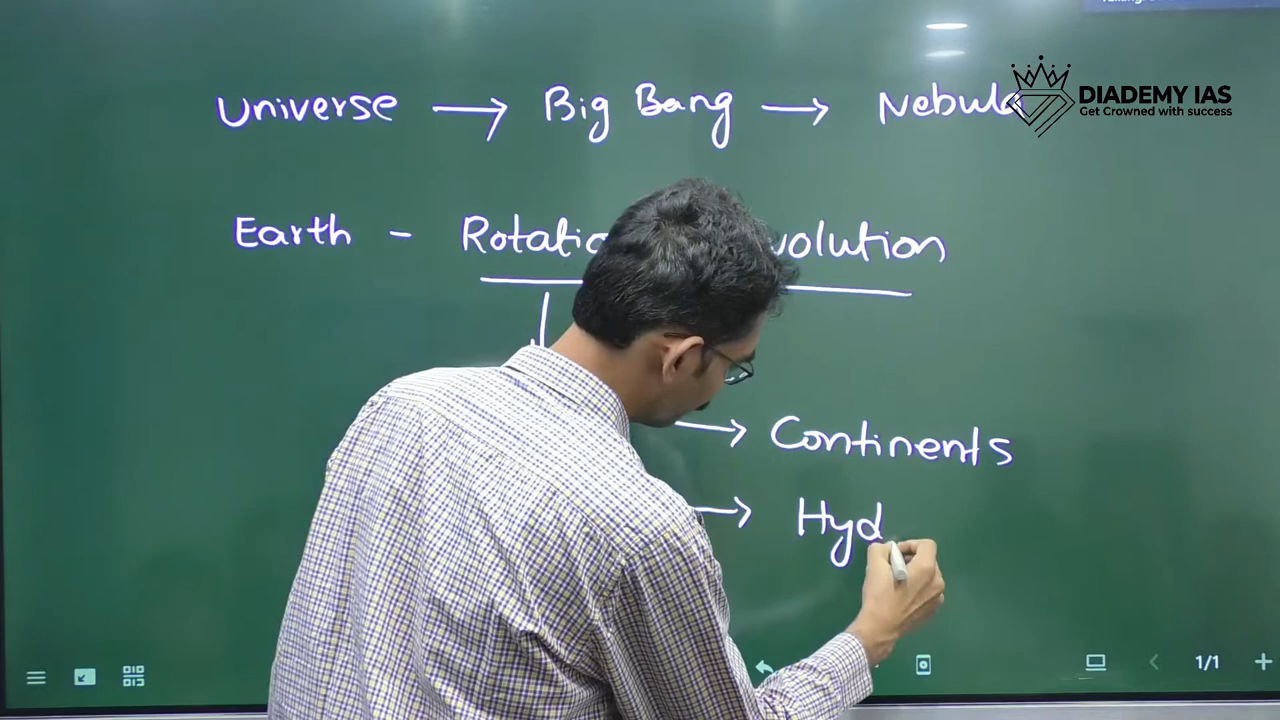 Universe → Big Bang → Nebula
DIADEMY IAS
Get Crowned with success
Earth - Rotatio volution
→ Continents
→ Hyd
1/1